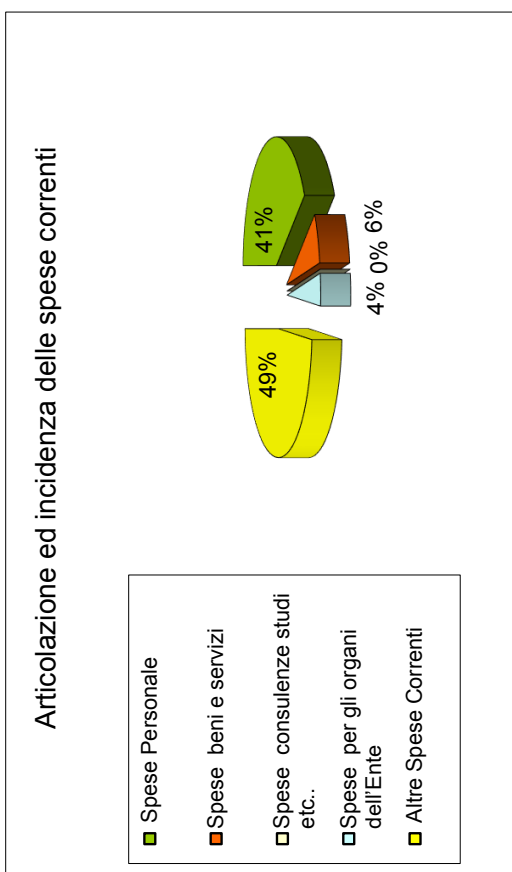 Articolazione ed incidenza delle spese correnti
Spese Personale
Spese beni e servizi
Spese consulenze studi
etc..
Spese per gli organi
dell'Ente
Altre Spese Correnti
49%
41%
4% 0% 6%